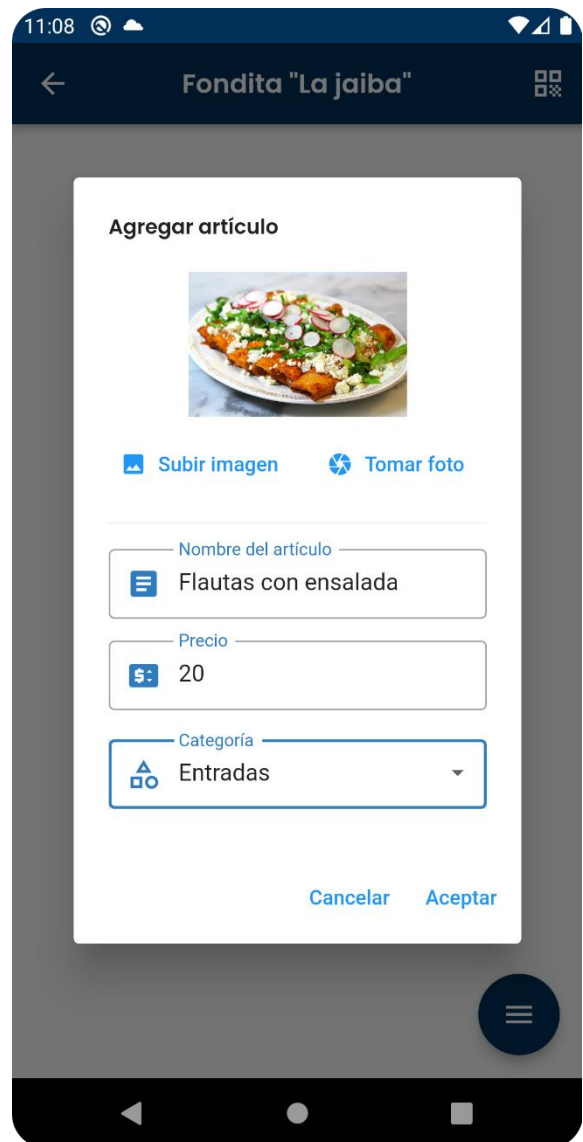 11:08
Fondita "La jaiba"
Agregar artículo
Subir imagen Tomar foto
Nombre del artículo
Flautas con ensalada
Precio
20
Categoría
Entradas
Cancelar Aceptar